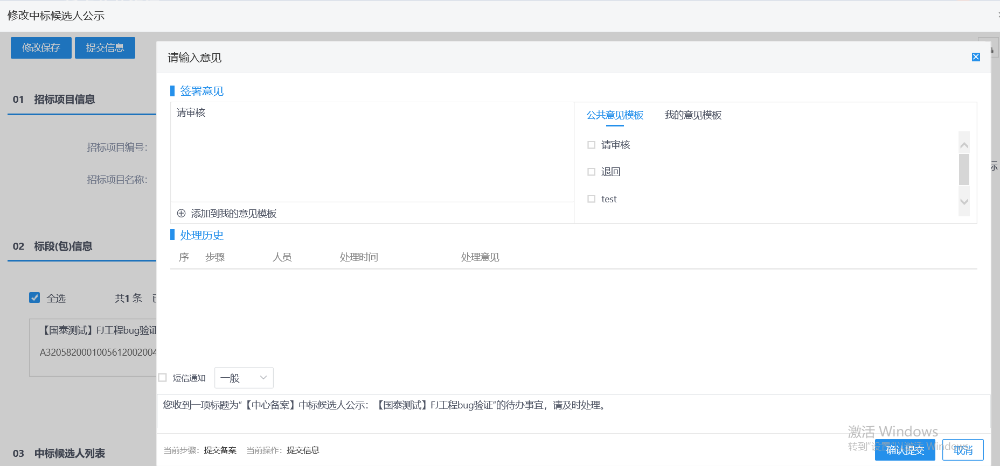 修改中标候选人公示
修改保存 提交信息
请输入意见
01 招标项目信息
招标项目编号:
招标项目名称:
签署意见
请审核
公共意见模板 我的意见模板
请审核
退回
test
添加到我的意见模板
示
处理历史
序 步骤 人员 处理时间 处理意见
02 标段(包)信息
全选 共1 条
【国泰测试】FJ工程bug验证
A3205820001005612002004
短信通知 一般
您收到一项标题为“【中心备案】中标候选人公示：【国泰测试】FJ工程bug验证”的待办事宜，请及时处理。
03 中标候选人列表
当前步骤：提交备案 当前操作：提交信息
激活 Windows
转到“设置”以激活 Windows。
确认提交 取消